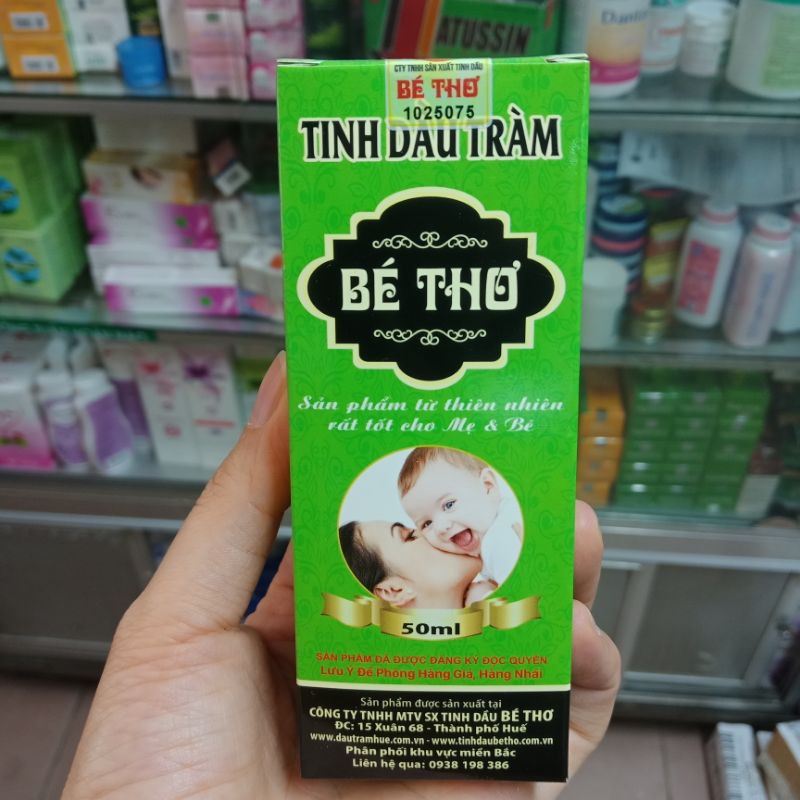 ATUSSIN
CTY TNHH SẢN XUẤT TINH DẦU
BÉ THƠ
1025075
TINH DẦU TRÀM
BÉ THƠ
Sản phẩm từ thiên nhiên
rất tốt cho Mẹ & Bé
50ml
SẢN PHẨM ĐÃ ĐƯỢC ĐĂNG KÝ ĐỘC QUYỀN
Lưu Ý Đề Phòng Hàng Giả, Hàng Nhái
Sản phẩm được sản xuất tại
CÔNG TY TNHH MTV SX TINH DẦU BÉ THƠ
ĐC: 15 Xuân 68 - Thành phố Huế
www.dautramhue.com.vn - www.tinhdaubetho.com.vn
Phân phối khu vực miền Bắc
Liên hệ qua: 0938 198 386